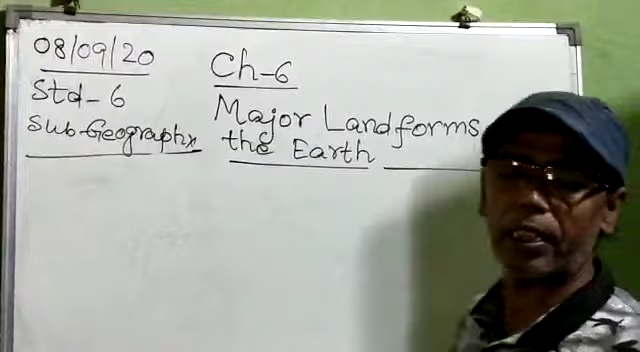 08/09/20
Std-6
Sub-Geography
Ch-6
Major Landforms
the Earth